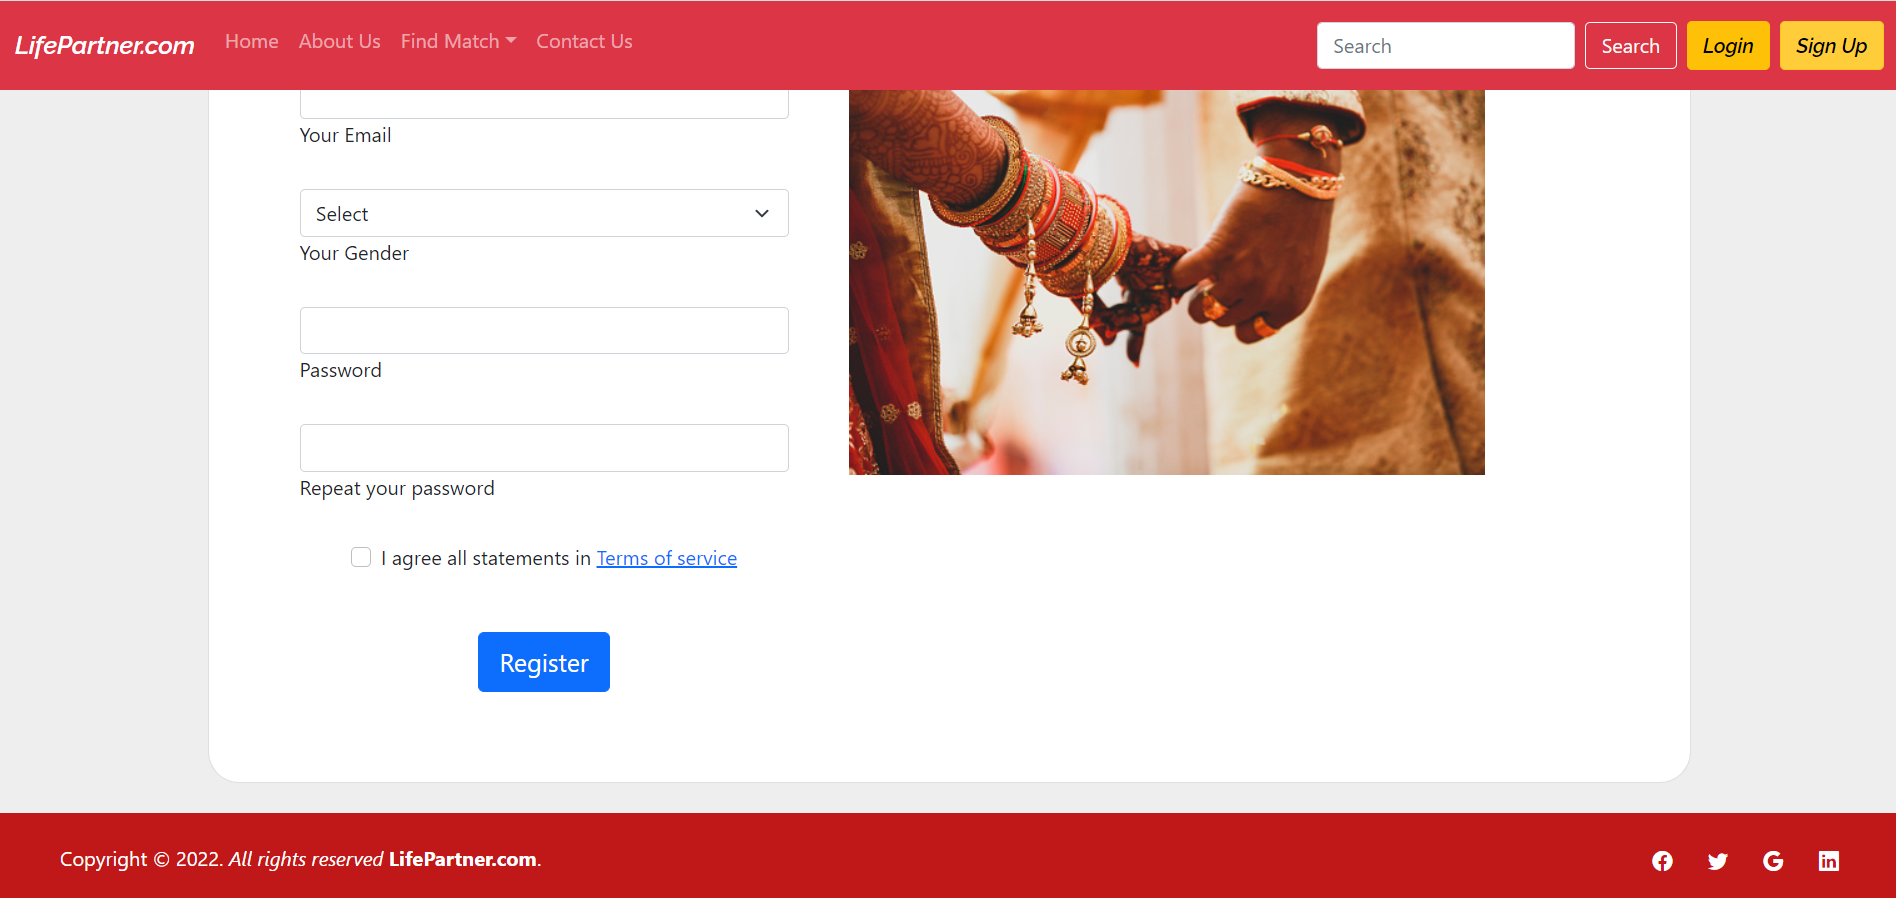 LifePartner.com Home About Us Find Match Contact Us Search Search Login Sign Up
Your Email
Select
Your Gender
Password
Repeat your password
I agree all statements in Terms of service
Register
Copyright © 2022. All rights reserved LifePartner.com.